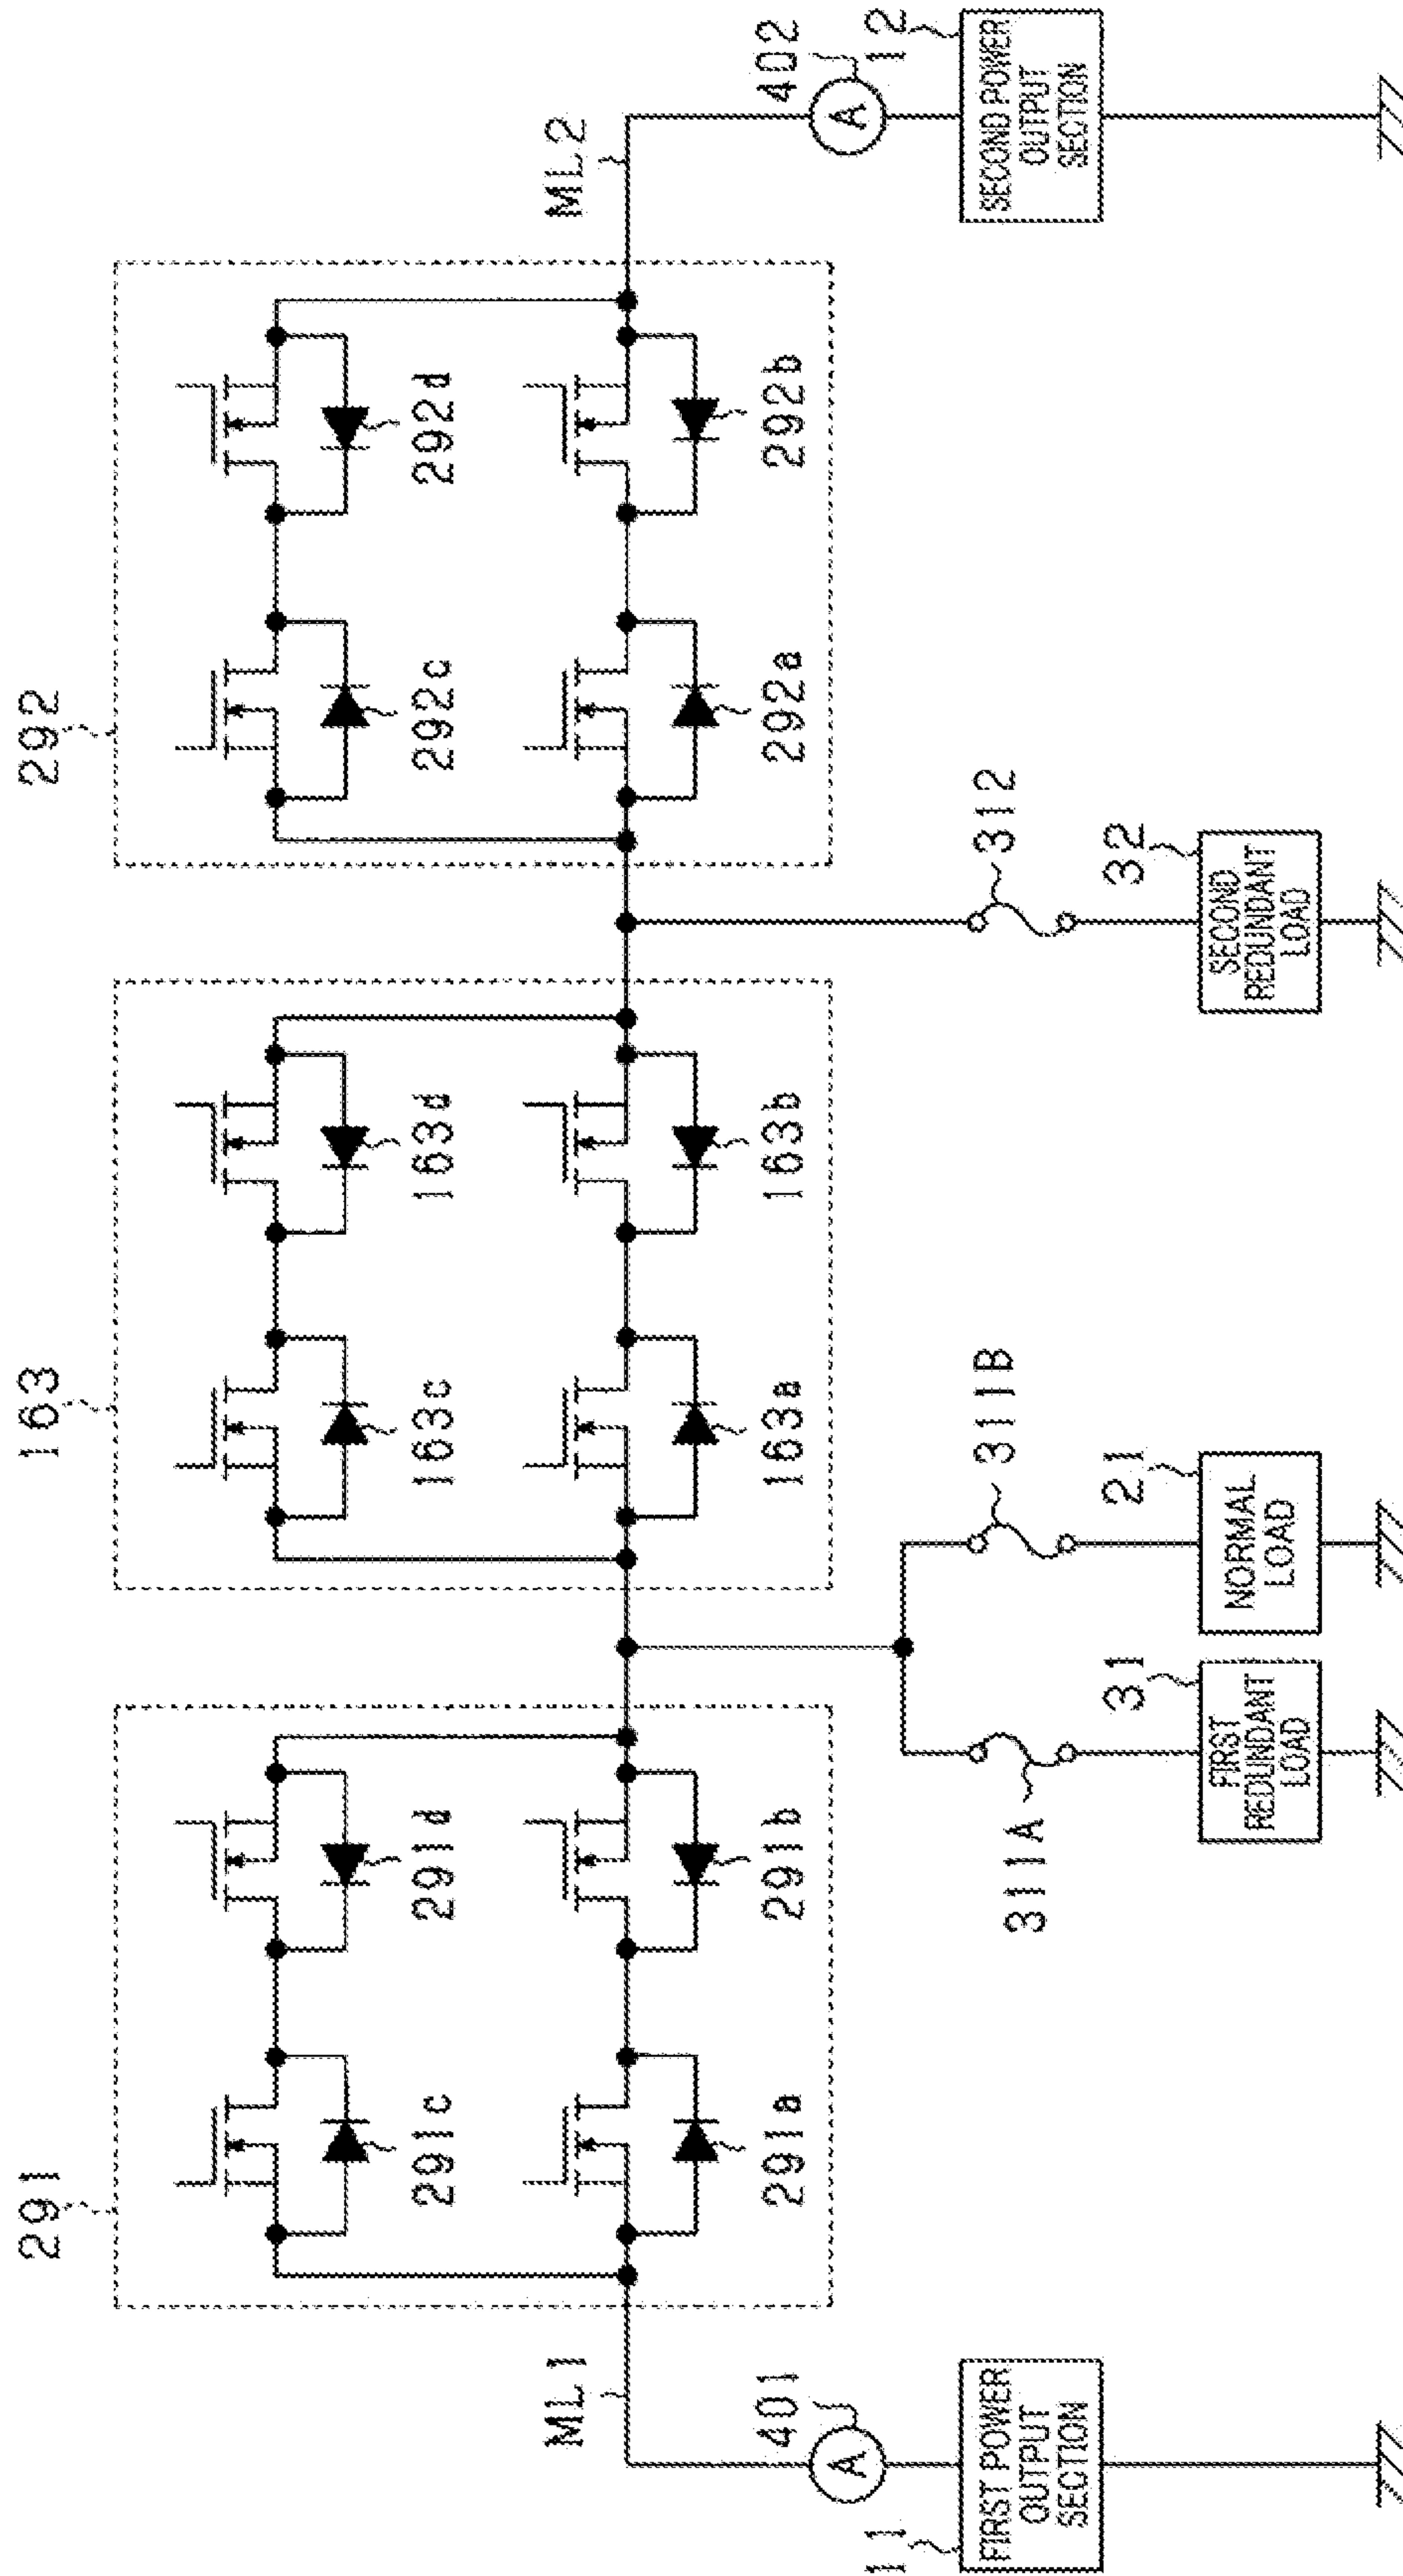 291
163
292
291c
291d
163c
163d
292c
292d
291a
291b
163a
163b
292a
292b
ML1
ML2
401
A
402
A
11
FIRST POWER
OUTPUT
SECTION
12
SECOND POWER
OUTPUT
SECTION
311A
311B
312
31
FIRST
REDUNDANT
LOAD
21
NORMAL
LOAD
32
SECOND
REDUNDANT
LOAD